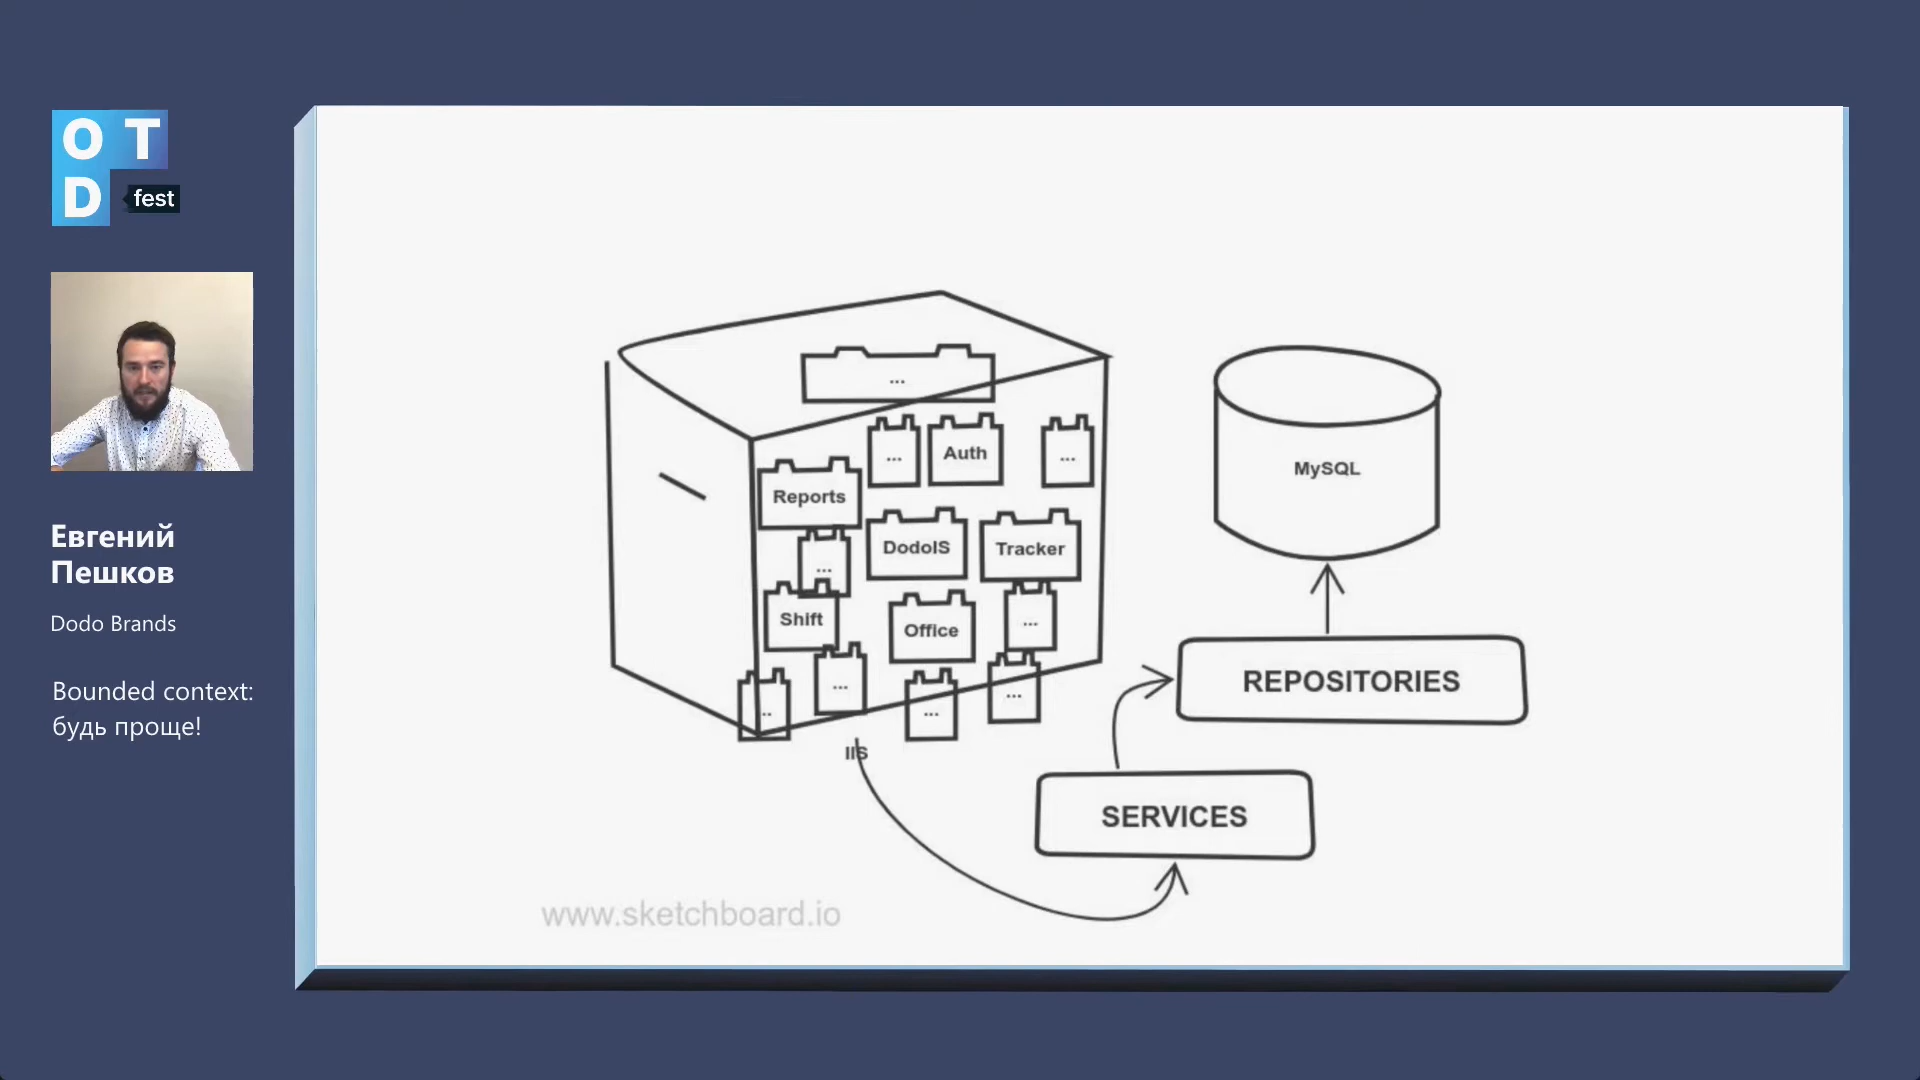 OT
D fest
Евгений
Пешков
Dodo Brands
Bounded context:
будь проще!
...
...
Auth
...
Reports
DodoIS
Tracker
...
Shift
Office
...
...
..
...
...
IIS
MySQL
REPOSITORIES
SERVICES
www.sketchboard.io